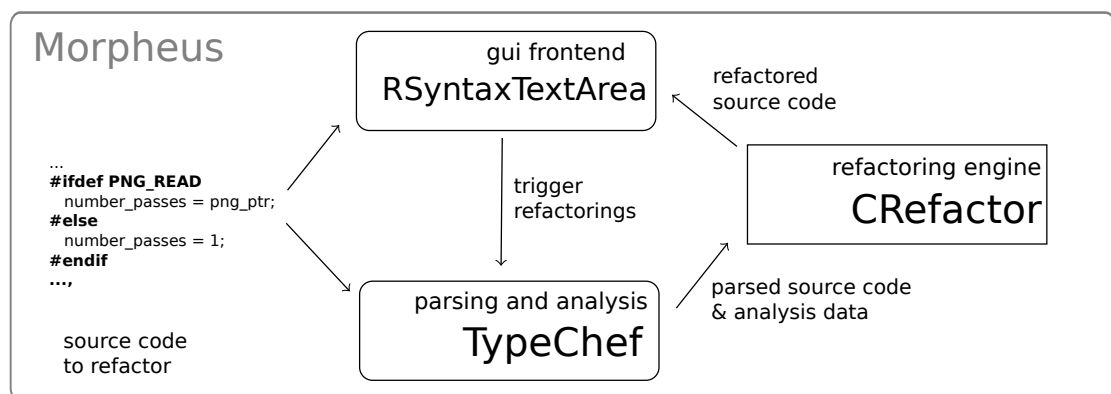 Morpheus
gui frontend
RSyntaxTextArea
refactored
source code
...
#ifdef PNG_READ
number_passes = png_ptr;
#else
number_passes = 1;
#endif
...,
source code
to refactor
trigger
refactorings
refactoring engine
CRefactor
parsing and analysis
TypeChef
parsed source code
& analysis data